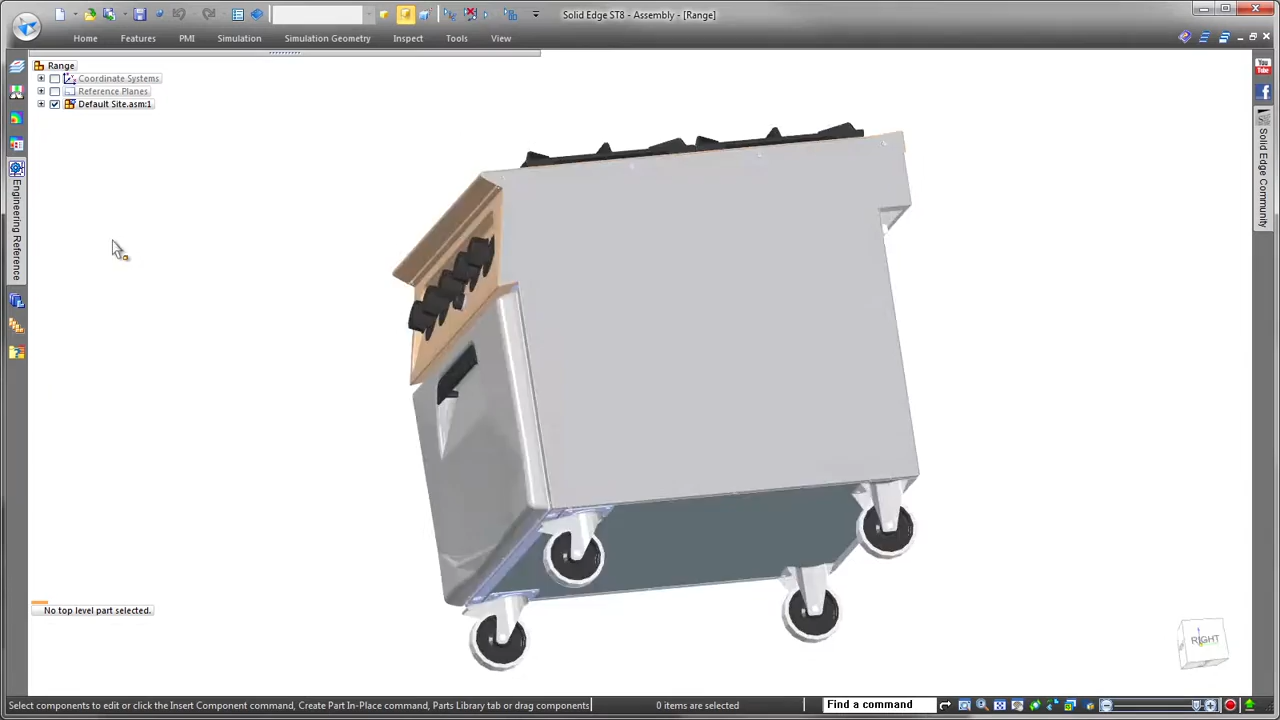 Solid Edge ST8 - Assembly - [Range]
Home Features PMI Simulation Simulation Geometry Inspect Tools View
Range
Coordinate Systems
Reference Planes
Default Site.asm:1
Engineering Reference
Solid Edge Community
You
Tube
No top level part selected.
RIGHT
Select components to edit or click the Insert Component command, Create Part In-Place command, Parts Library tab or drag components
0 items are selected
Find a command